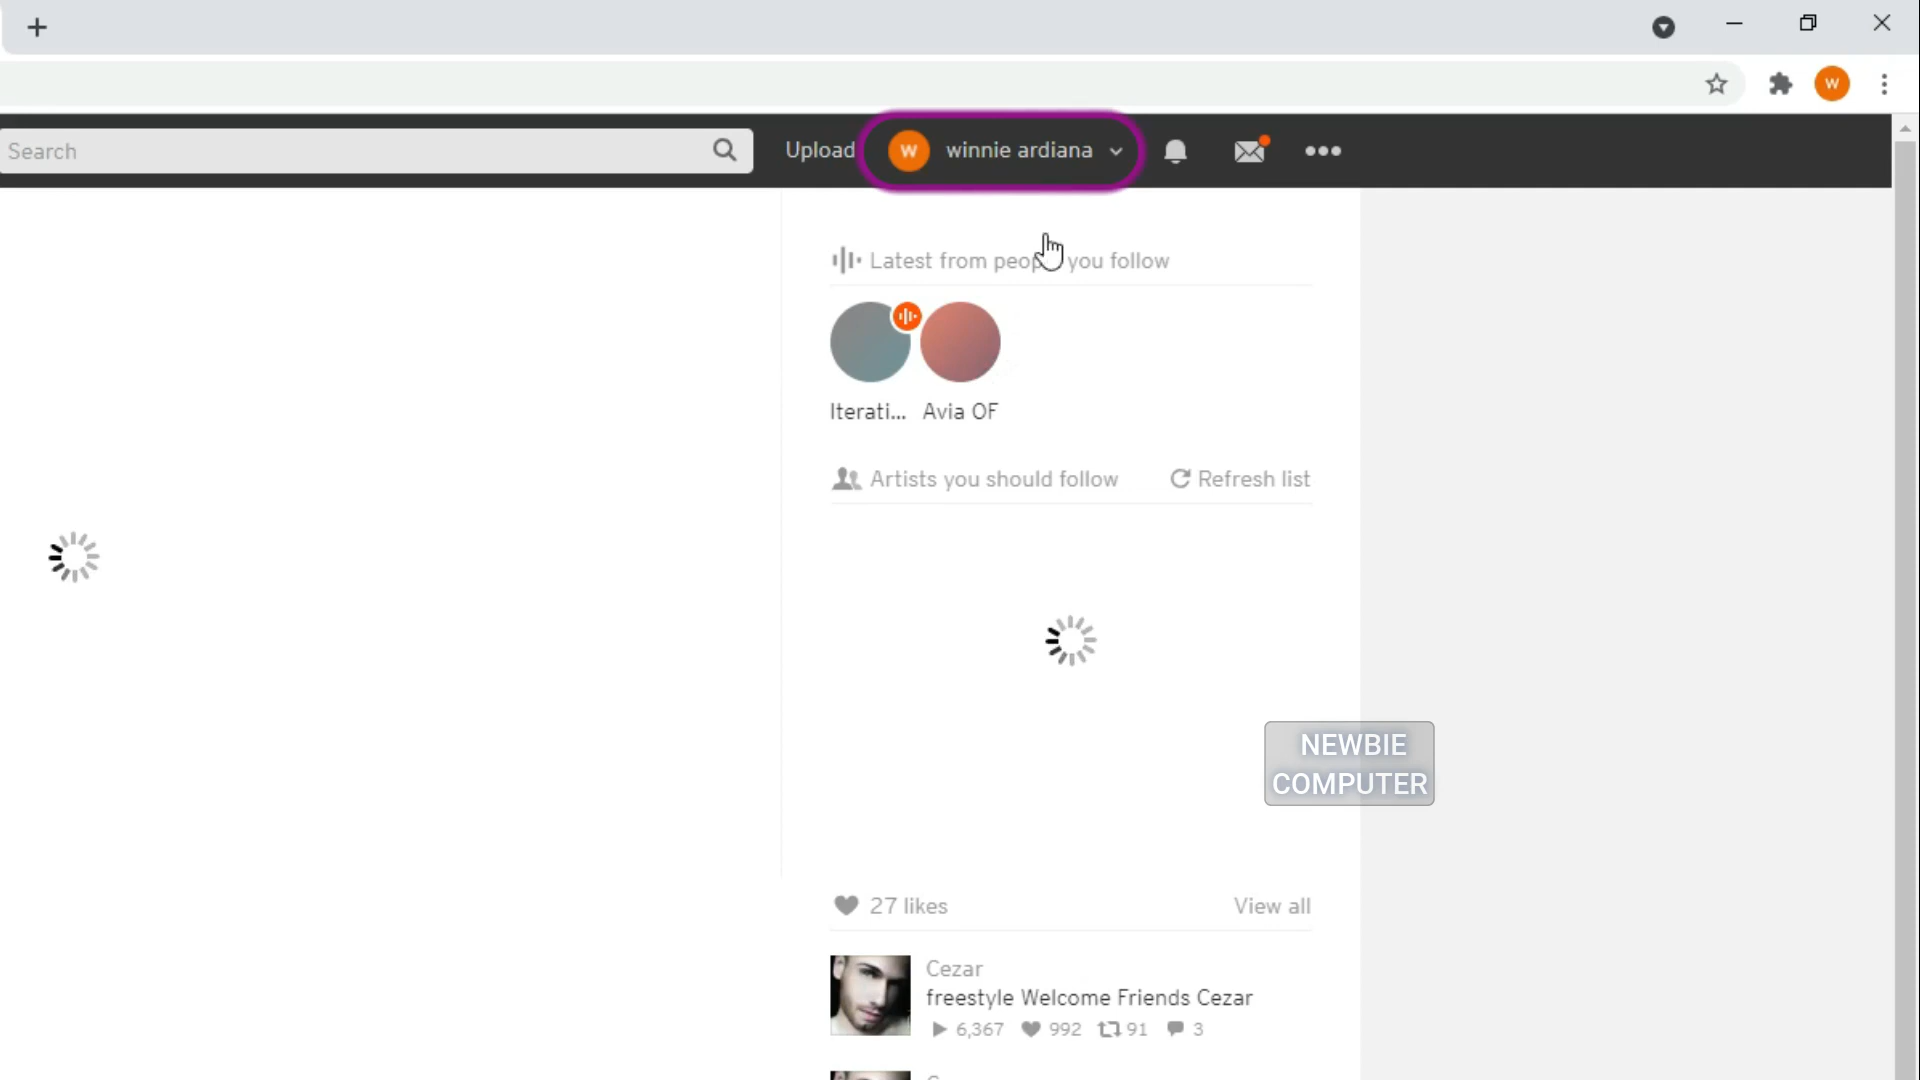 W
Search
Upload
W
winnie ardiana
Latest from peop you follow
Iterati...
Avia OF
Artists you should follow
Refresh list
NEWBIE
COMPUTER
27 likes
View all
Cezar
freestyle Welcome Friends Cezar
6,367 992 91 3